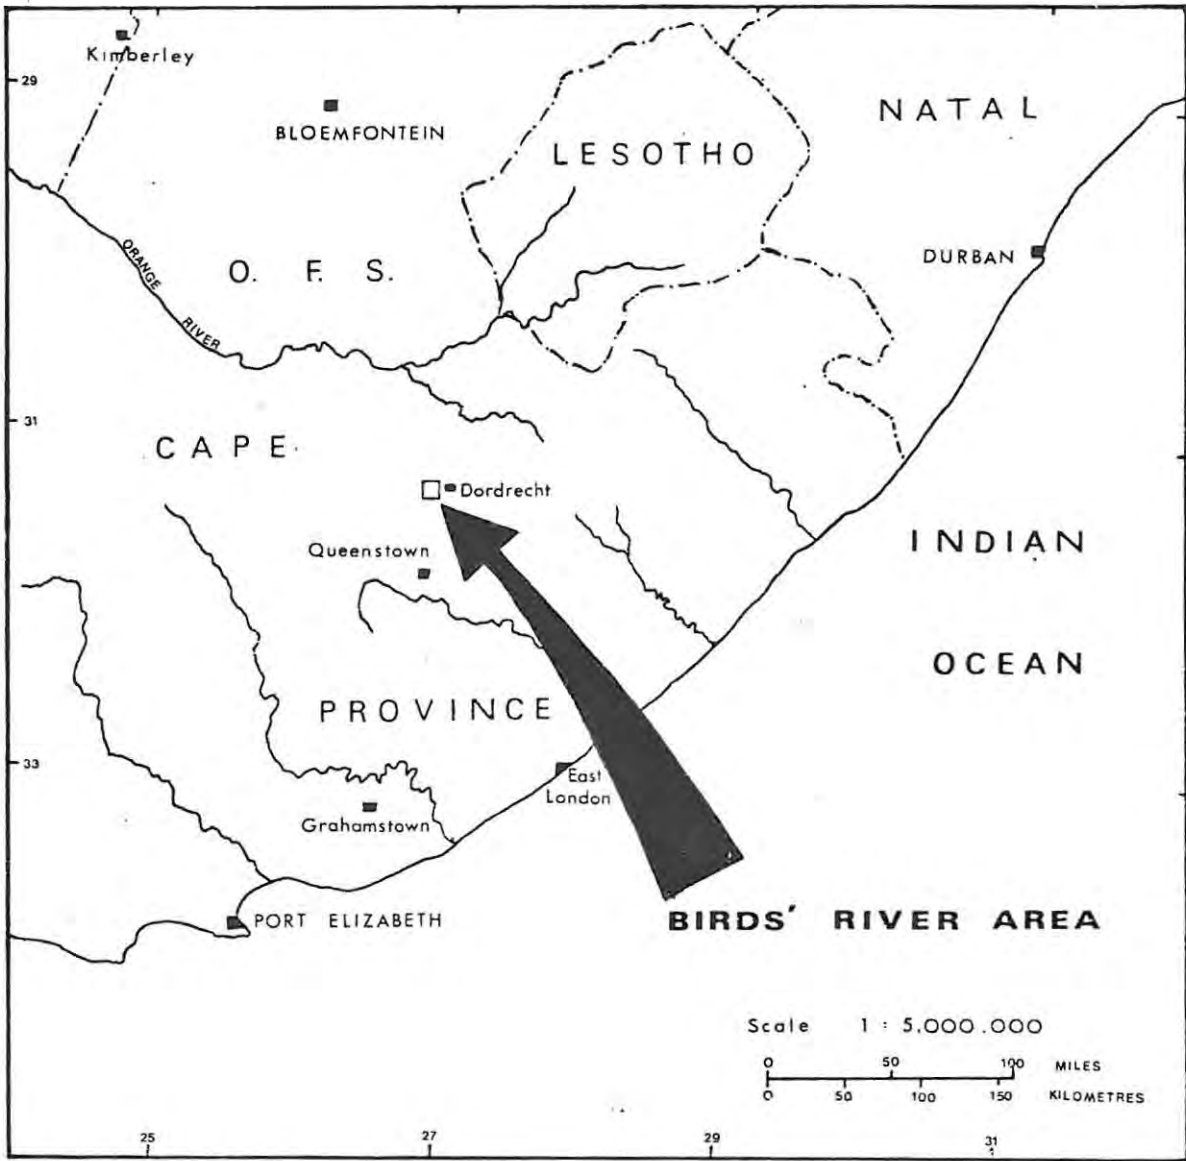 Kimberley
29
BLOEMFONTEIN
NATAL
LESOTHO
DURBAN
O. F. S.
ORANGE
RIVER
31
CAPE
Dordrecht
Queenstown
INDIAN
OCEAN
PROVINCE
33
East
London
Grahamstown
PORT ELIZABETH
BIRDS' RIVER AREA
Scale 1 : 5.000.000
0 50 100 MILES
0 50 100 150 KILOMETRES
25 27 29 31